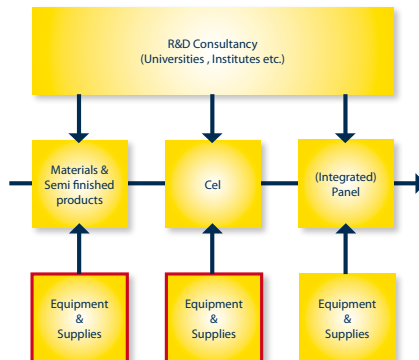 R&D Consultancy
(Universities , Institutes etc.)
Materials &
Semi finished
products
Cel
(Integrated)
Panel
Equipment
&
Supplies
Equipment
&
Supplies
Equipment
&
Supplies